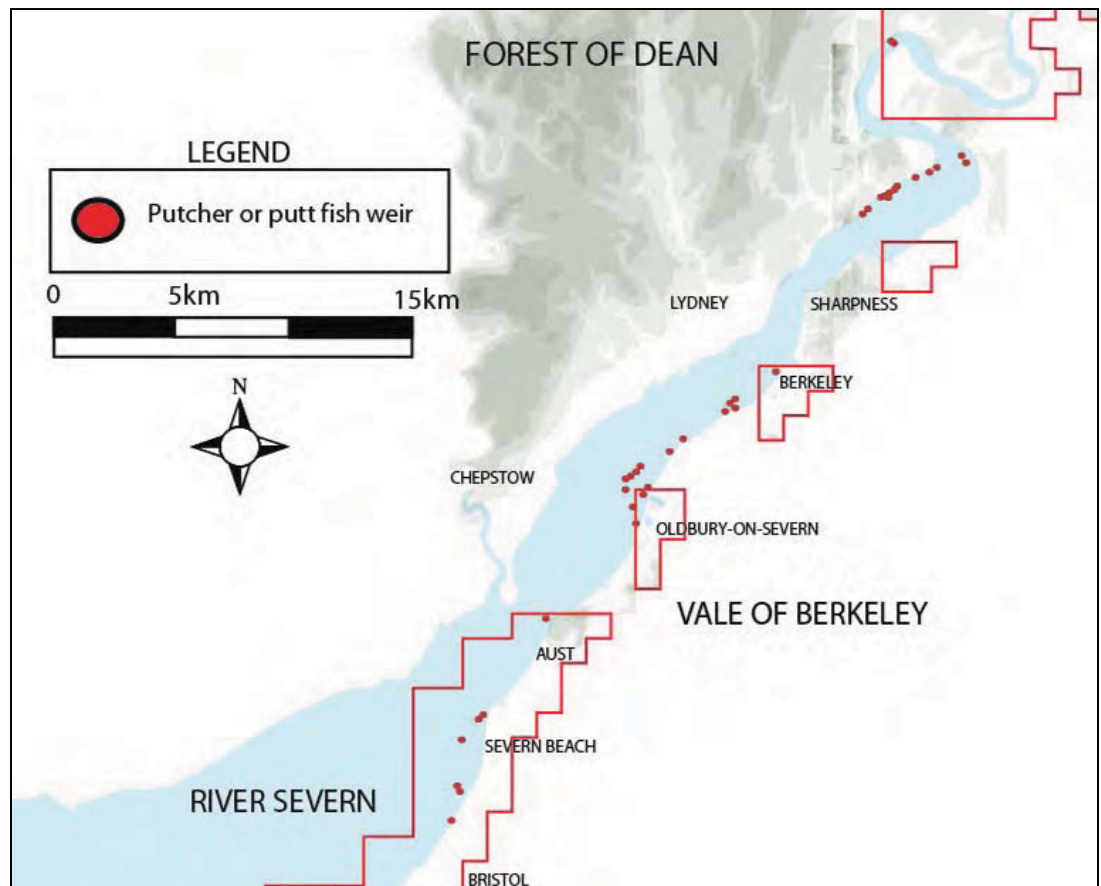 FOREST OF DEAN
LEGEND
Putcher or putt fish weir
0 5km 15km
N
LYDNEY
SHARPNESS
BERKELEY
CHEPSTOW
OLDBURY-ON-SEVERN
VALE OF BERKELEY
AUST
SEVERN BEACH
RIVER SEVERN
BRISTOL